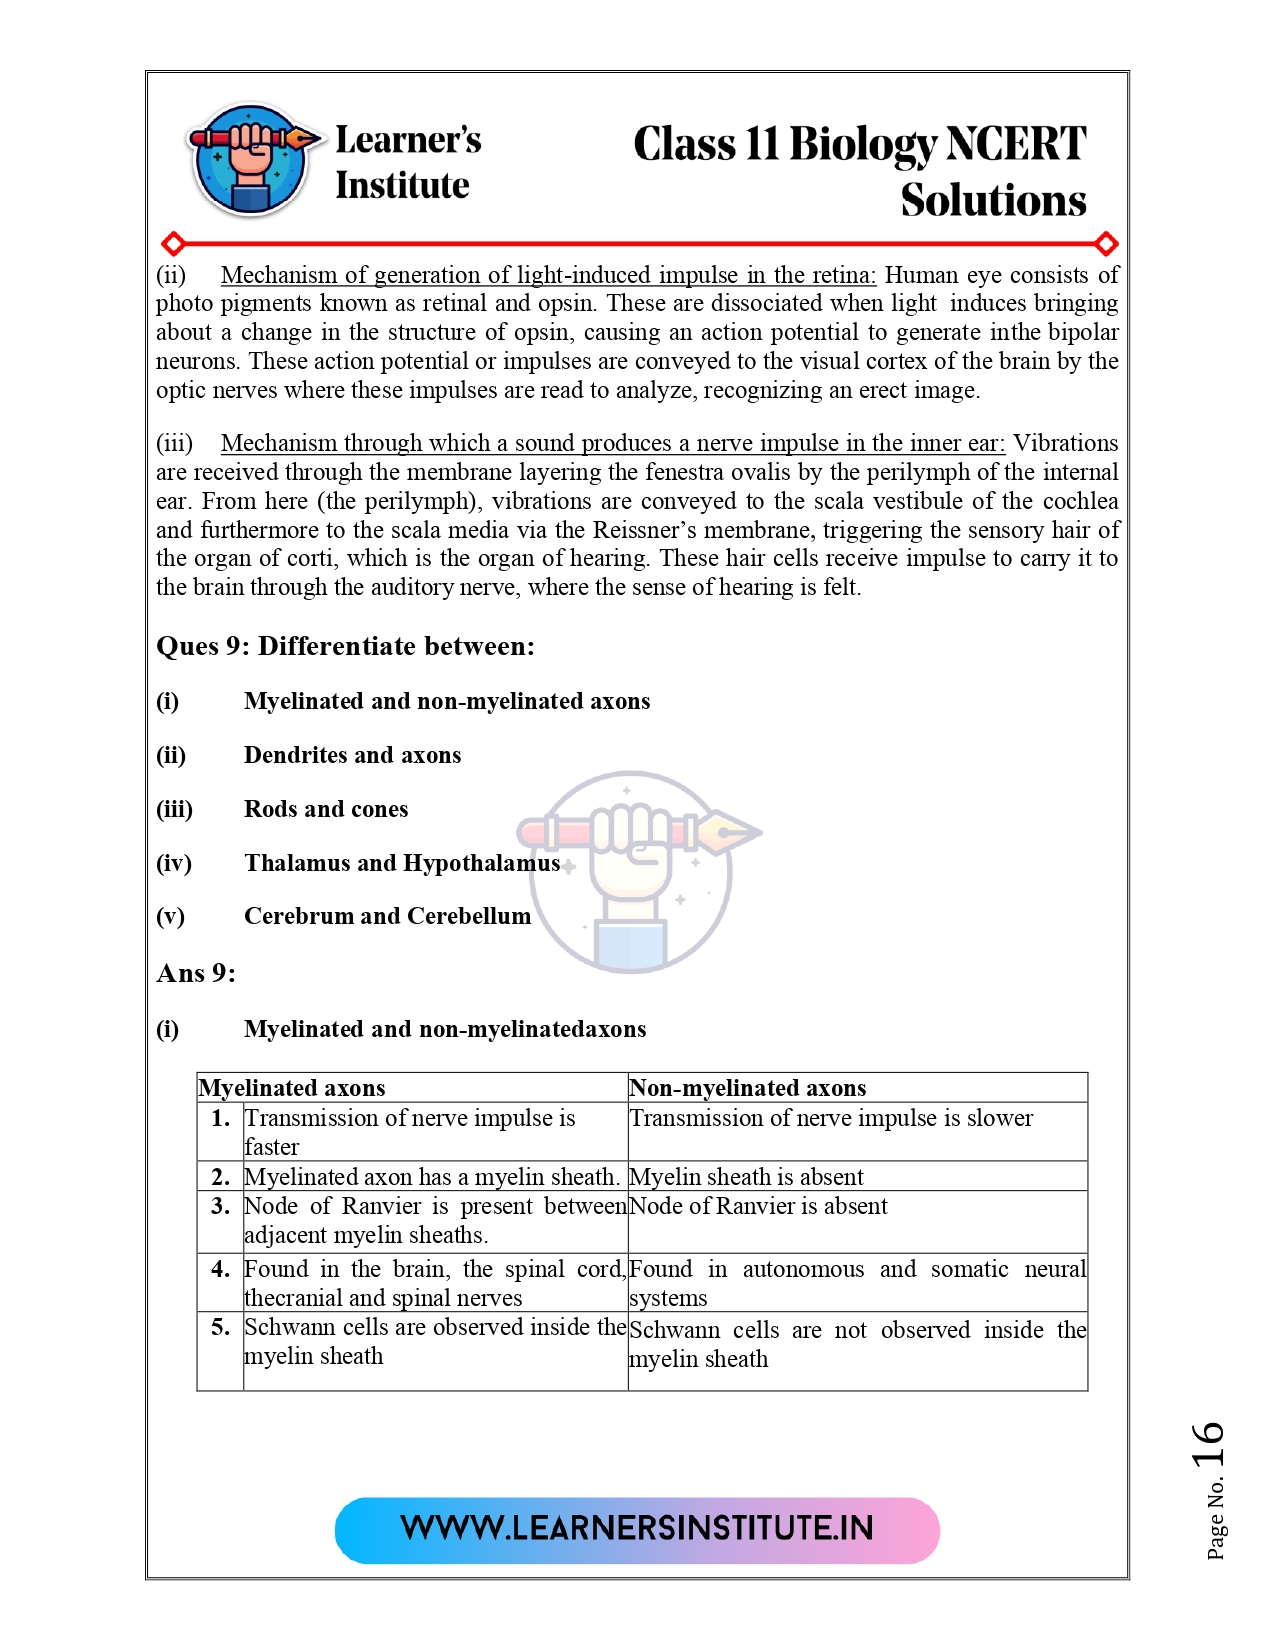 Learner's
Institute
Class 11 Biology NCERT
Solutions
(ii) Mechanism of generation of light-induced impulse in the retina: Human eye consists of
photo pigments known as retinal and opsin. These are dissociated when light induces bringing
about a change in the structure of opsin, causing an action potential to generate inthe bipolar
neurons. These action potential or impulses are conveyed to the visual cortex of the brain by the
optic nerves where these impulses are read to analyze, recognizing an erect image.
(iii) Mechanism through which a sound produces a nerve impulse in the inner ear: Vibrations
are received through the membrane layering the fenestra ovalis by the perilymph of the internal
ear. From here (the perilymph), vibrations are conveyed to the scala vestibule of the cochlea
and furthermore to the scala media via the Reissner's membrane, triggering the sensory hair of
the organ of corti, which is the organ of hearing. These hair cells receive impulse to carry it to
the brain through the auditory nerve, where the sense of hearing is felt.
Ques 9: Differentiate between:
(i) Myelinated and non-myelinated axons
(ii) Dendrites and axons
(iii) Rods and cones
(iv) Thalamus and Hypothalamus
(v) Cerebrum and Cerebellum
Ans 9:
(i) Myelinated and non-myelinatedaxons
Myelinated axons Non-myelinated axons
1. Transmission of nerve impulse is
faster
Transmission of nerve impulse is slower
2. Myelinated axon has a myelin sheath. Myelin sheath is absent
3. Node of Ranvier is present between
adjacent myelin sheaths.
Node of Ranvier is absent
4. Found in the brain, the spinal cord,
thecranial and spinal nerves
Found in autonomous and somatic neural
systems
5. Schwann cells are observed inside the
myelin sheath
Schwann cells are not observed inside the
myelin sheath
WWW.LEARNERSINSTITUTE.IN
Page No. 16